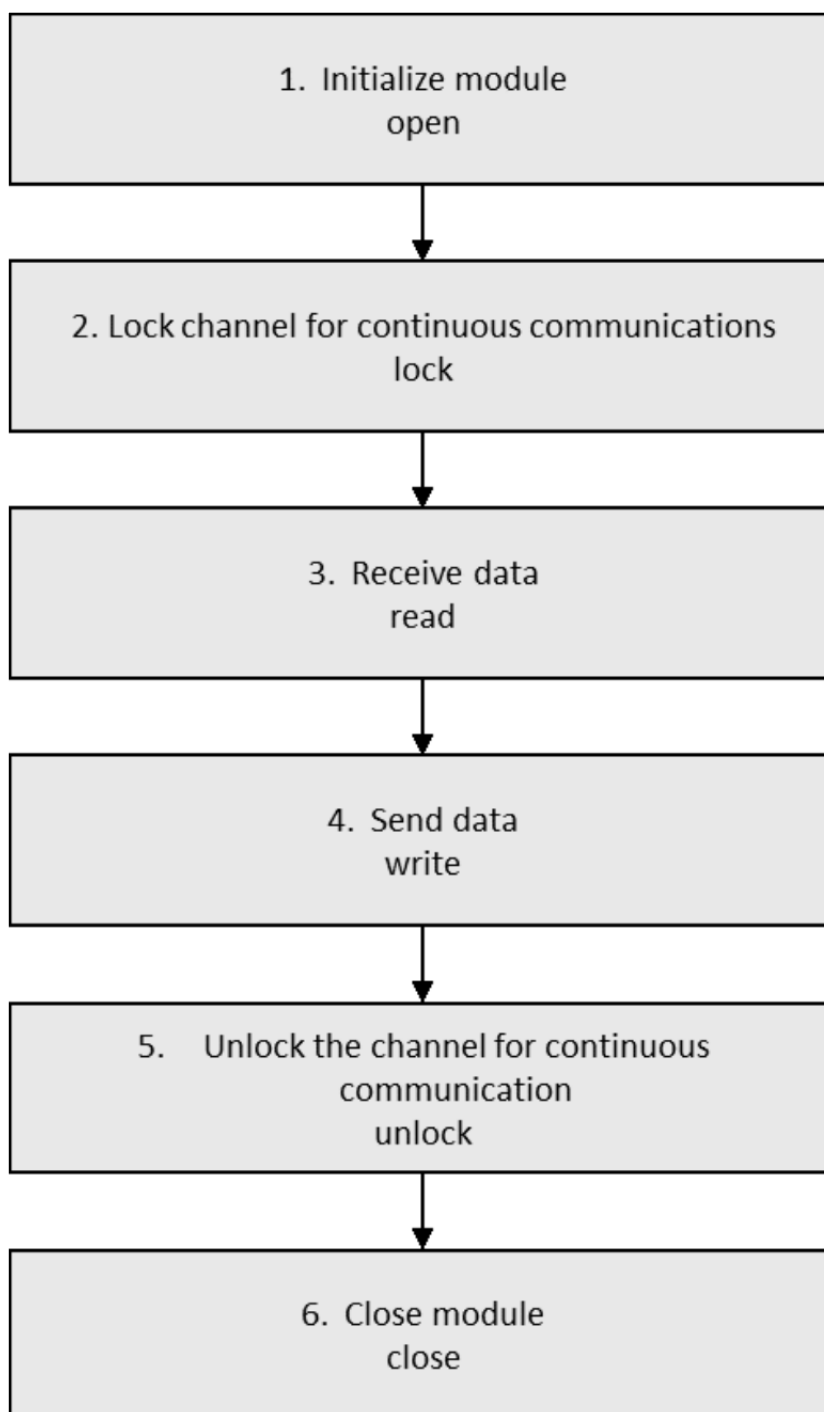 1. Initialize module
open
2. Lock channel for continuous communications
lock
3. Receive data
read
4. Send data
write
5. Unlock the channel for continuous
communication
unlock
6. Close module
close